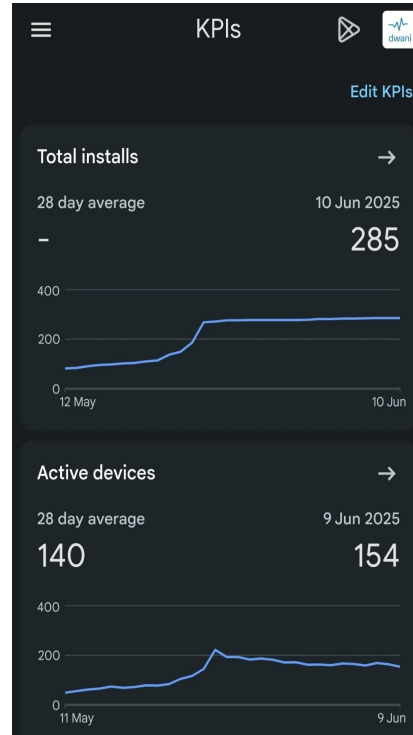 KPIs
dwani
Edit KPIs
Total installs
28 day average 10 Jun 2025
- 285
400
200
0
12 May 10 Jun
Active devices
28 day average 9 Jun 2025
140 154
400
200
0
11 May 9 Jun